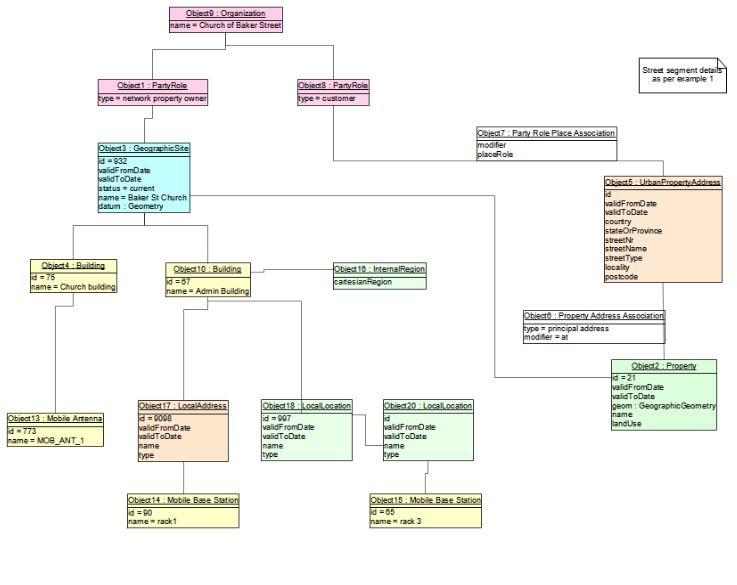 Object9 : Organization
name = Church of Baker Street
Street segment details
as per example 1
Object1 : PartyRole
type = network property owner
Object8 : PartyRole
type = customer
Object7 : Party Role Place Association
modifier
placeRole
Object3 : GeographicSite
id = 932
validFromDate
validToDate
status = current
name = Baker St Church
datum : Geometry
Object5 : UrbanPropertyAddress
id
validFromDate
validToDate
country
stateOrProvince
streetNr
streetName
streetType
locality
postcode
Object4 : Building
id = 75
name = Church building
Object10 : Building
id = 67
name = Admin Building
Object16 : InternalRegion
cartesianRegion
Object6 : Property Address Association
type = principal address
modifier = at
Object2 : Property
id = 21
validFromDate
validToDate
geom : GeographicGeometry
name
landUse
Object13 : Mobile Antenna
id = 773
name = MOB_ANT_1
Object17 : LocalAddress
id = 9098
validFromDate
validToDate
name
type
Object18 : LocalLocation
id = 997
validFromDate
validToDate
name
type
Object20 : LocalLocation
id
validFromDate
validToDate
name
type
Object14 : Mobile Base Station
id = 90
name = rack1
Object15 : Mobile Base Station
id = 65
name = rack 3